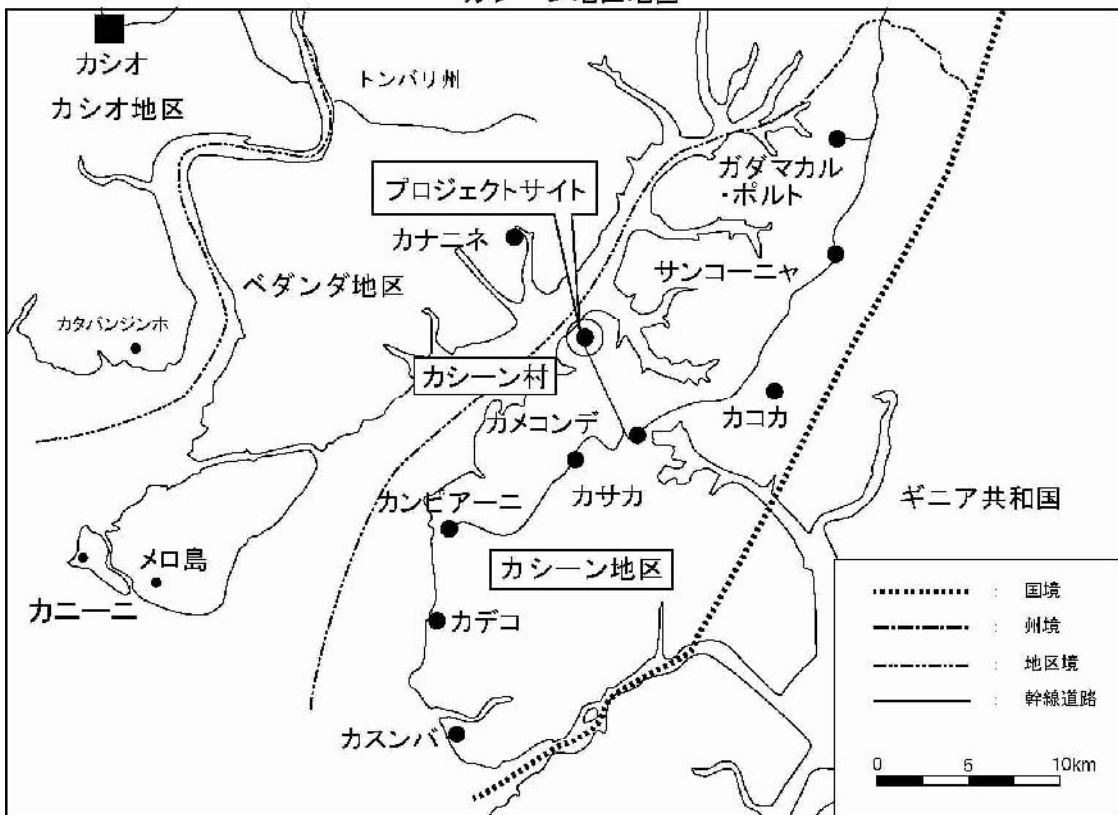 カシオ
カシオ地区
トンバリ州
プロジェクトサイト
ガダマカル
・ポルト
カナニネ
サンコーニャ
ベダンダ地区
カタバンジンホ
カシーン村
カメコンデ
カコカ
カサカ
カンビアーニ
ギニア共和国
カシーン地区
メロ島
カニーニ
カデコ
カスンバ
: 国境
: 州境
: 地区境
: 幹線道路
0 5 10km